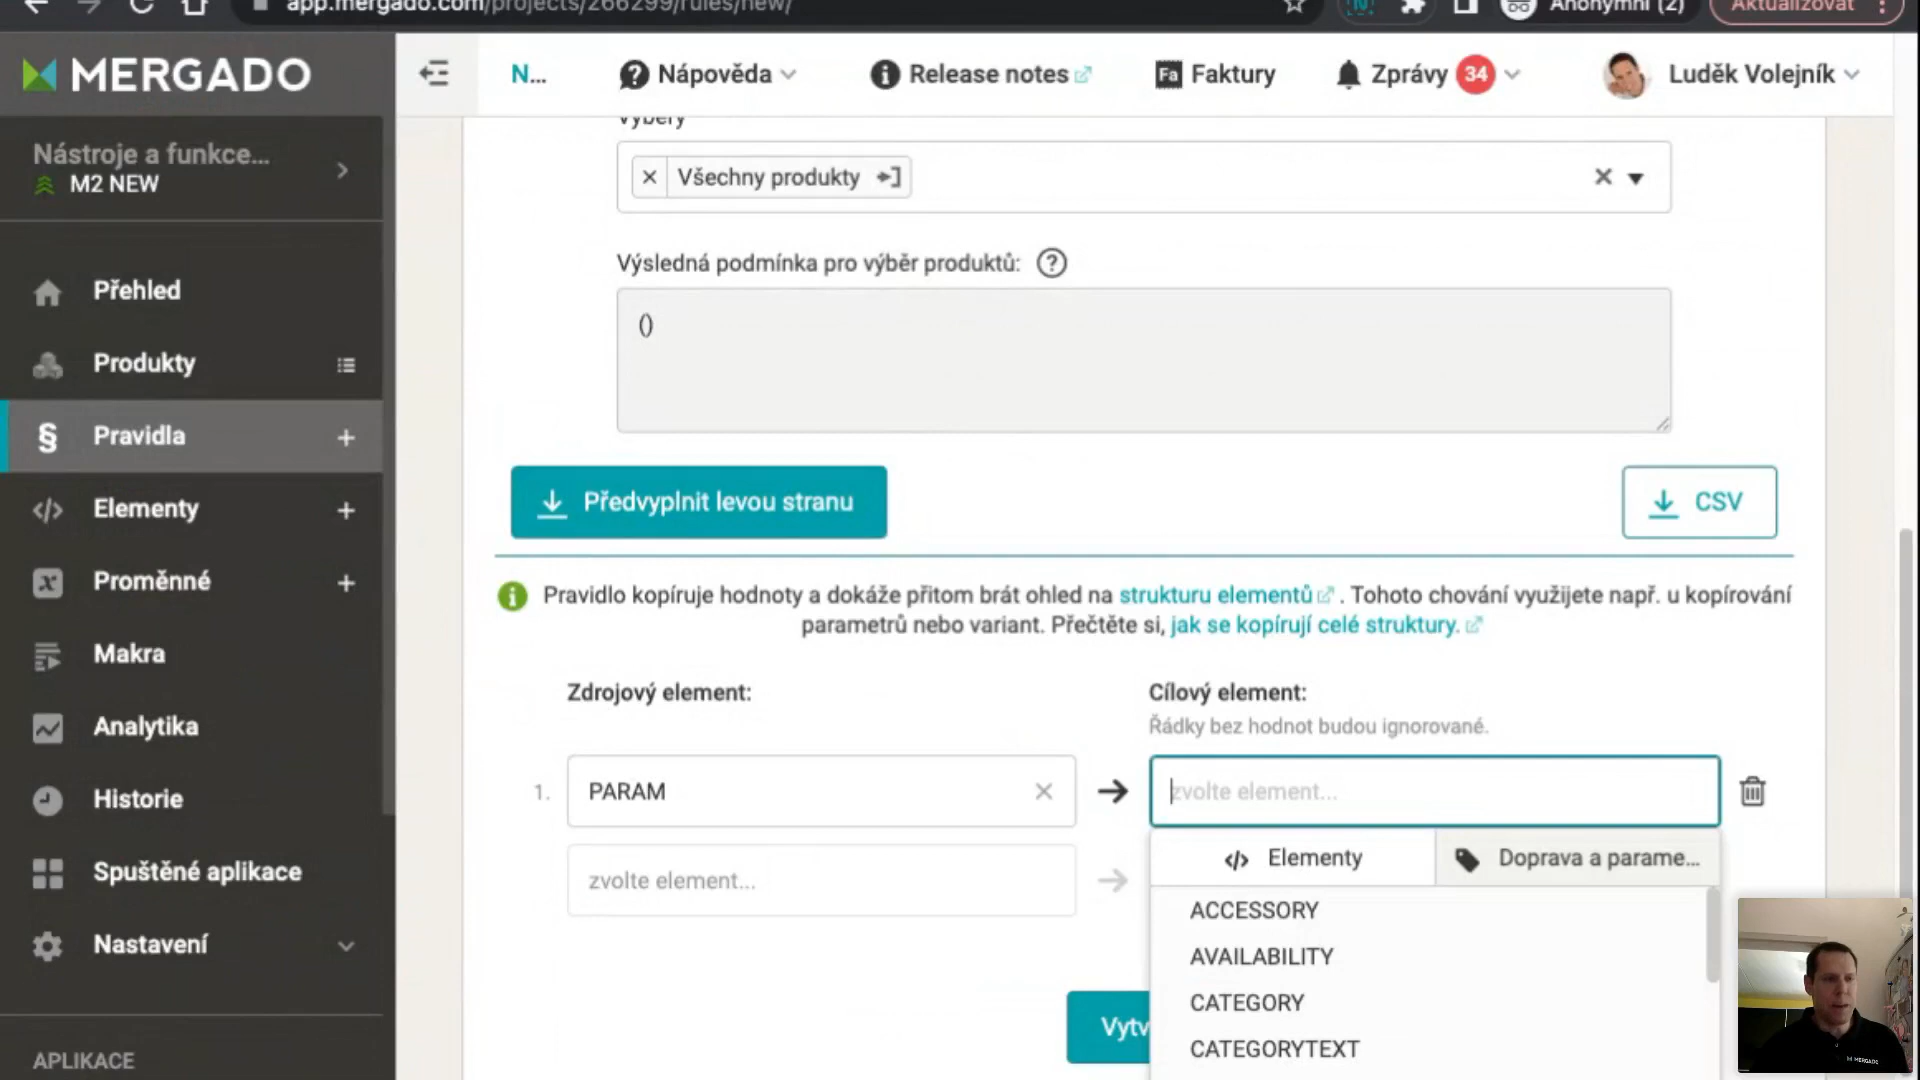 app.mergado.com/projects/266299/rules/new/
Anonymní (2)
Aktualizovat
MERGADO
N...
Nápověda
Release notes
Fa Faktury
Zprávy 34
Luděk Volejník
Nástroje a funkce...
M2 NEW
Přehled
Produkty
Pravidla
Elementy
Proměnné
Makra
Analytika
Historie
Spuštěné aplikace
Nastavení
APLIKACE
Výběry
Všechny produkty
Výsledná podmínka pro výběr produktů:
()
Předvyplnit levou stranu
CSV
Pravidlo kopíruje hodnoty a dokáže přitom brát ohled na strukturu elementů . Tohoto chování využijete např. u kopírování
parametrů nebo variant. Přečtěte si, jak se kopírují celé struktury.
Zdrojový element:
Cílový element:
Řádky bez hodnot budou ignorované.
1.
PARAM
zvolte element...
zvolte element...
Elementy
Doprava a parame...
ACCESSORY
AVAILABILITY
CATEGORY
CATEGORYTEXT
Vytv
MERGADO